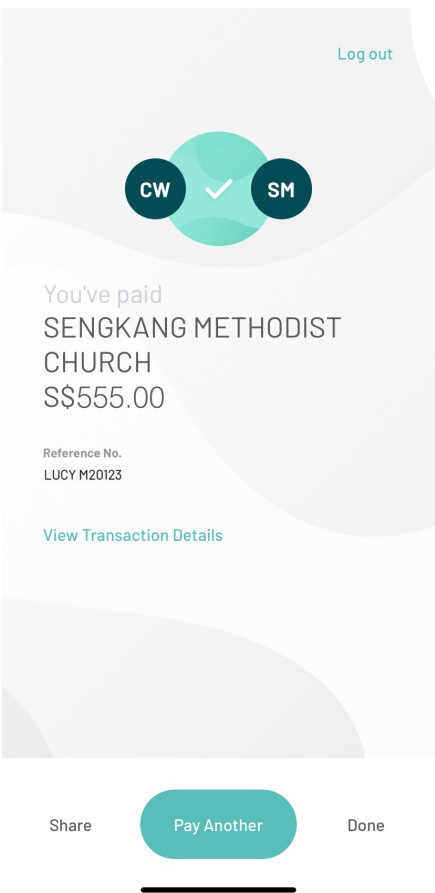 Log out
CW
SM
You've paid
SENGKANG METHODIST
CHURCH
S$555.00
Reference No.
LUCY M20123
View Transaction Details
Share
Pay Another
Done